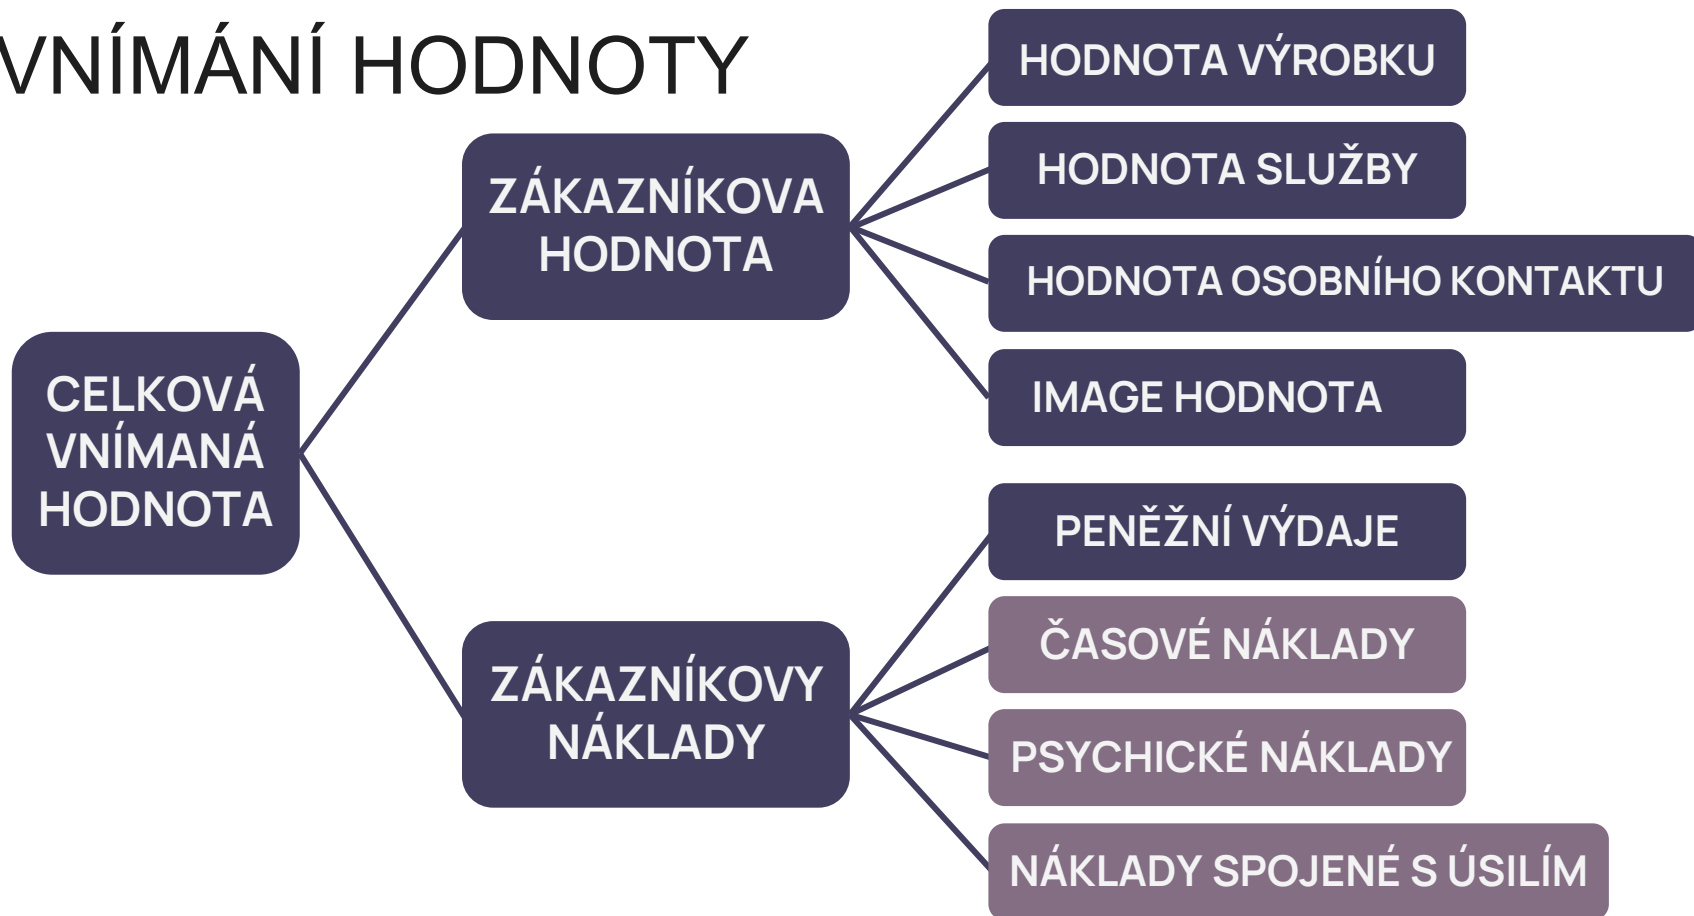 VNÍMÁNÍ HODNOTY
CELKOVÁ
VNÍMANÁ
HODNOTA
ZÁKAZNÍKOVA
HODNOTA
HODNOTA VÝROBKU
HODNOTA SLUŽBY
HODNOTA OSOBNÍHO KONTAKTU
IMAGE HODNOTA
ZÁKAZNÍKOVY
NÁKLADY
PENĚŽNÍ VÝDAJE
ČASOVÉ NÁKLADY
PSYCHICKÉ NÁKLADY
NÁKLADY SPOJENÉ S ÚSILÍM